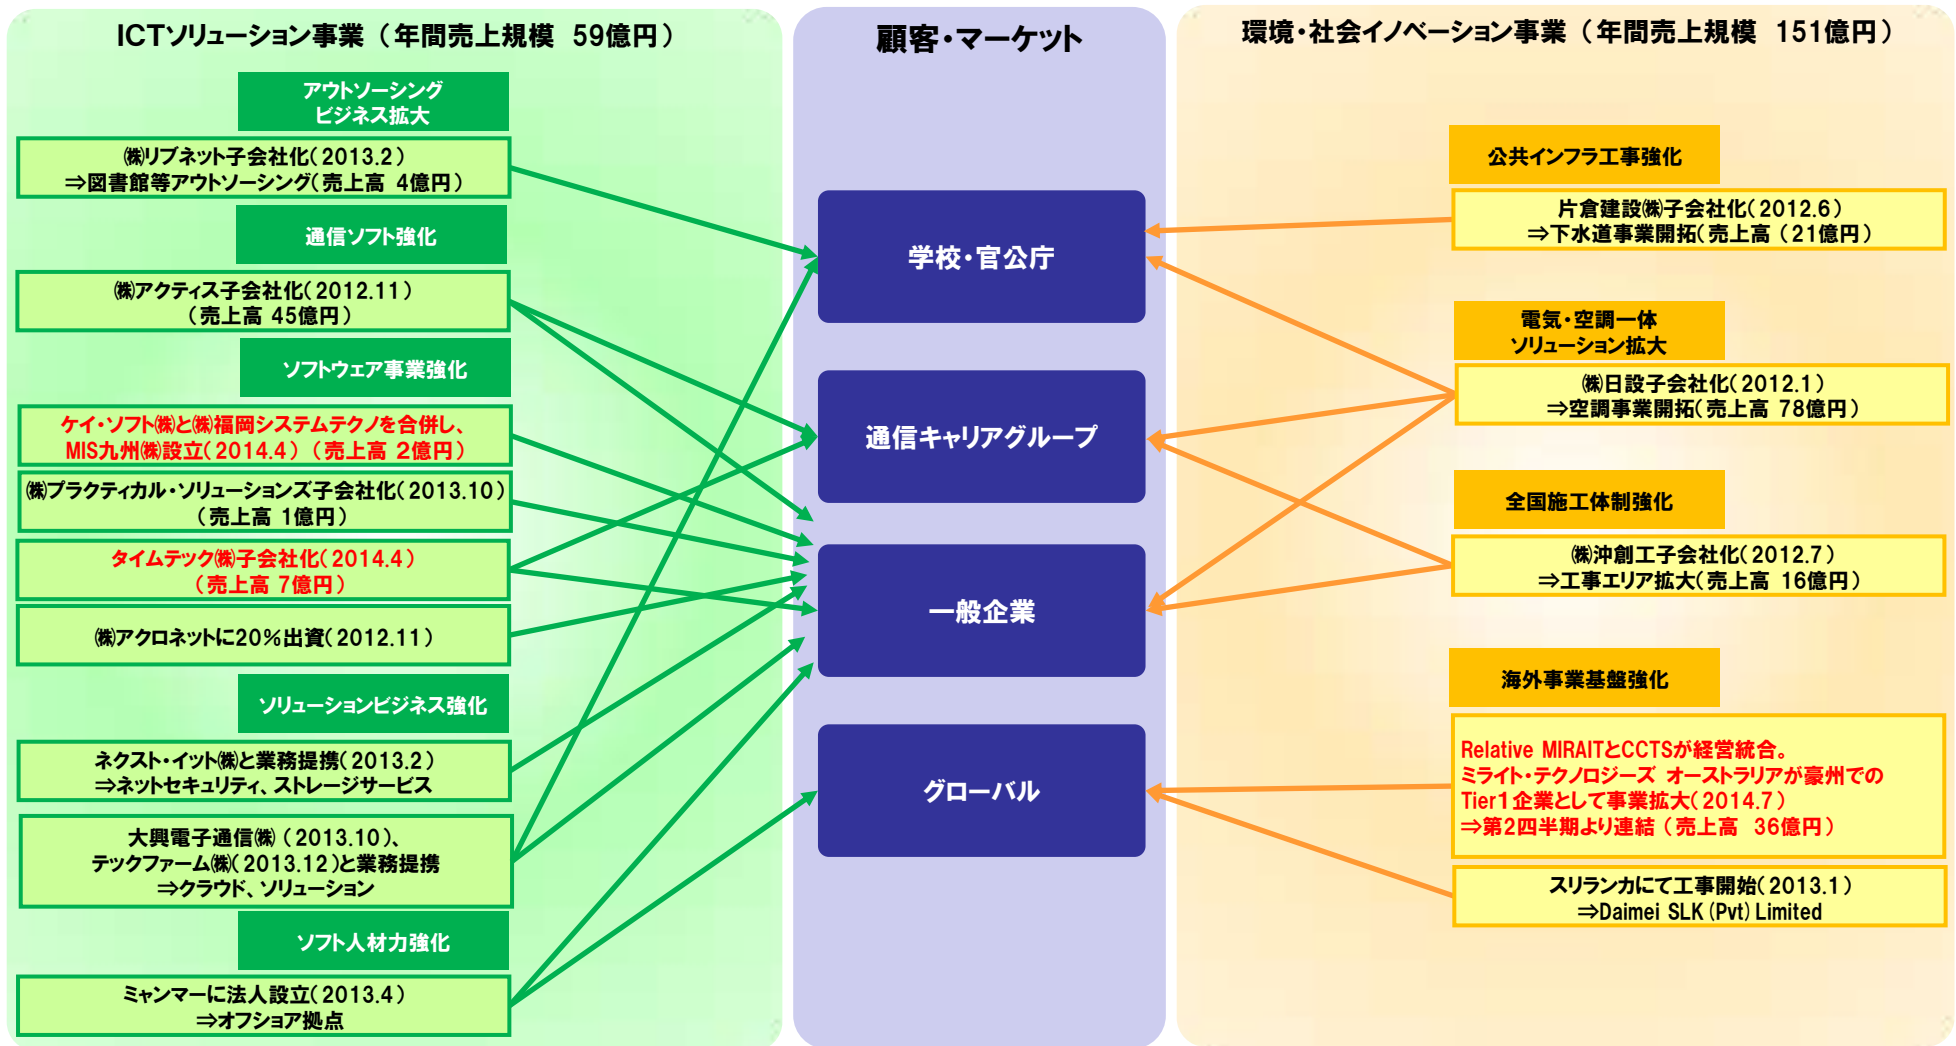 ICTソリューション事業（年間売上規模 59億円）
アウトソーシング
ビジネス拡大
㈱リブネット子会社化(2013.2)
⇒図書館等アウトソーシング(売上高 4億円)
通信ソフト強化
㈱アクティス子会社化(2012.11)
（売上高 45億円）
ソフトウェア事業強化
ケイ・ソフト㈱と㈱福岡システムテクノを合併し、
MIS九州㈱設立(2014.4)（売上高 2億円）
㈱プラクティカル・ソリューションズ子会社化(2013.10)
（売上高 1億円）
タイムテック㈱子会社化(2014.4)
（売上高 7億円）
㈱アクロネットに20％出資(2012.11)
ソリューションビジネス強化
ネクスト・イット㈱と業務提携(2013.2)
⇒ネットセキュリティ、ストレージサービス
大興電子通信㈱（2013.10)、
テックファーム㈱(2013.12)と業務提携
⇒クラウド、ソリューション
ソフト人材力強化
ミャンマーに法人設立(2013.4)
⇒オフショア拠点
顧客・マーケット
学校・官公庁
通信キャリアグループ
一般企業
グローバル
環境・社会イノベーション事業（年間売上規模 151億円）
公共インフラ工事強化
片倉建設㈱子会社化(2012.6)
⇒下水道事業開拓(売上高（21億円)
電気・空調一体
ソリューション拡大
㈱日設子会社化(2012.1)
⇒空調事業開拓(売上高 78億円)
全国施工体制強化
㈱沖創工子会社化(2012.7)
⇒工事エリア拡大(売上高 16億円)
海外事業基盤強化
Relative MIRAITとCCTSが経営統合。
ミライト・テクノロジーズ オーストラリアが豪州での
Tier1企業として事業拡大(2014.7)
⇒第2四半期より連結（売上高 36億円）
スリランカにて工事開始(2013.1)
⇒Daimei SLK (Pvt) Limited